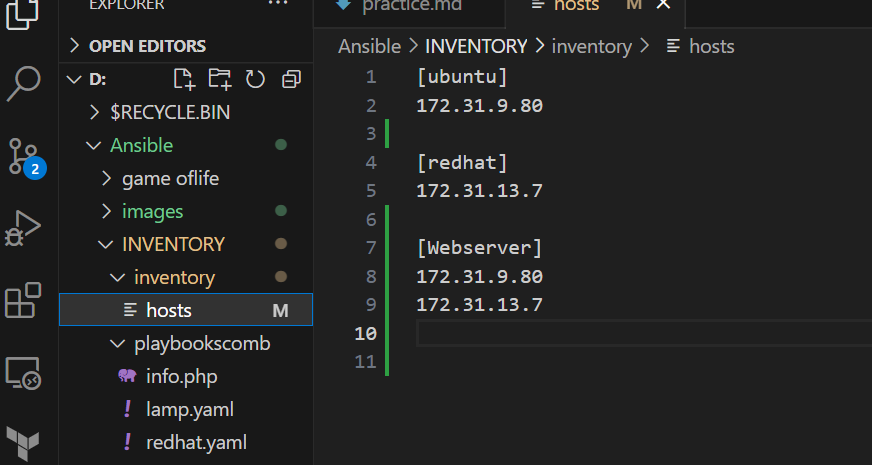 EXPLORER
OPEN EDITORS
D:
$RECYCLE.BIN
Ansible
game oflife
images
INVENTORY
inventory
hosts M
playbookscomb
info.php
! lamp.yaml
! redhat.yaml
2
practice.md
hosts M
Ansible > INVENTORY > inventory > hosts
1 [ubuntu]
2 172.31.9.80
3
4 [redhat]
5 172.31.13.7
6
7 [Webserver]
8 172.31.9.80
9 172.31.13.7
10
11